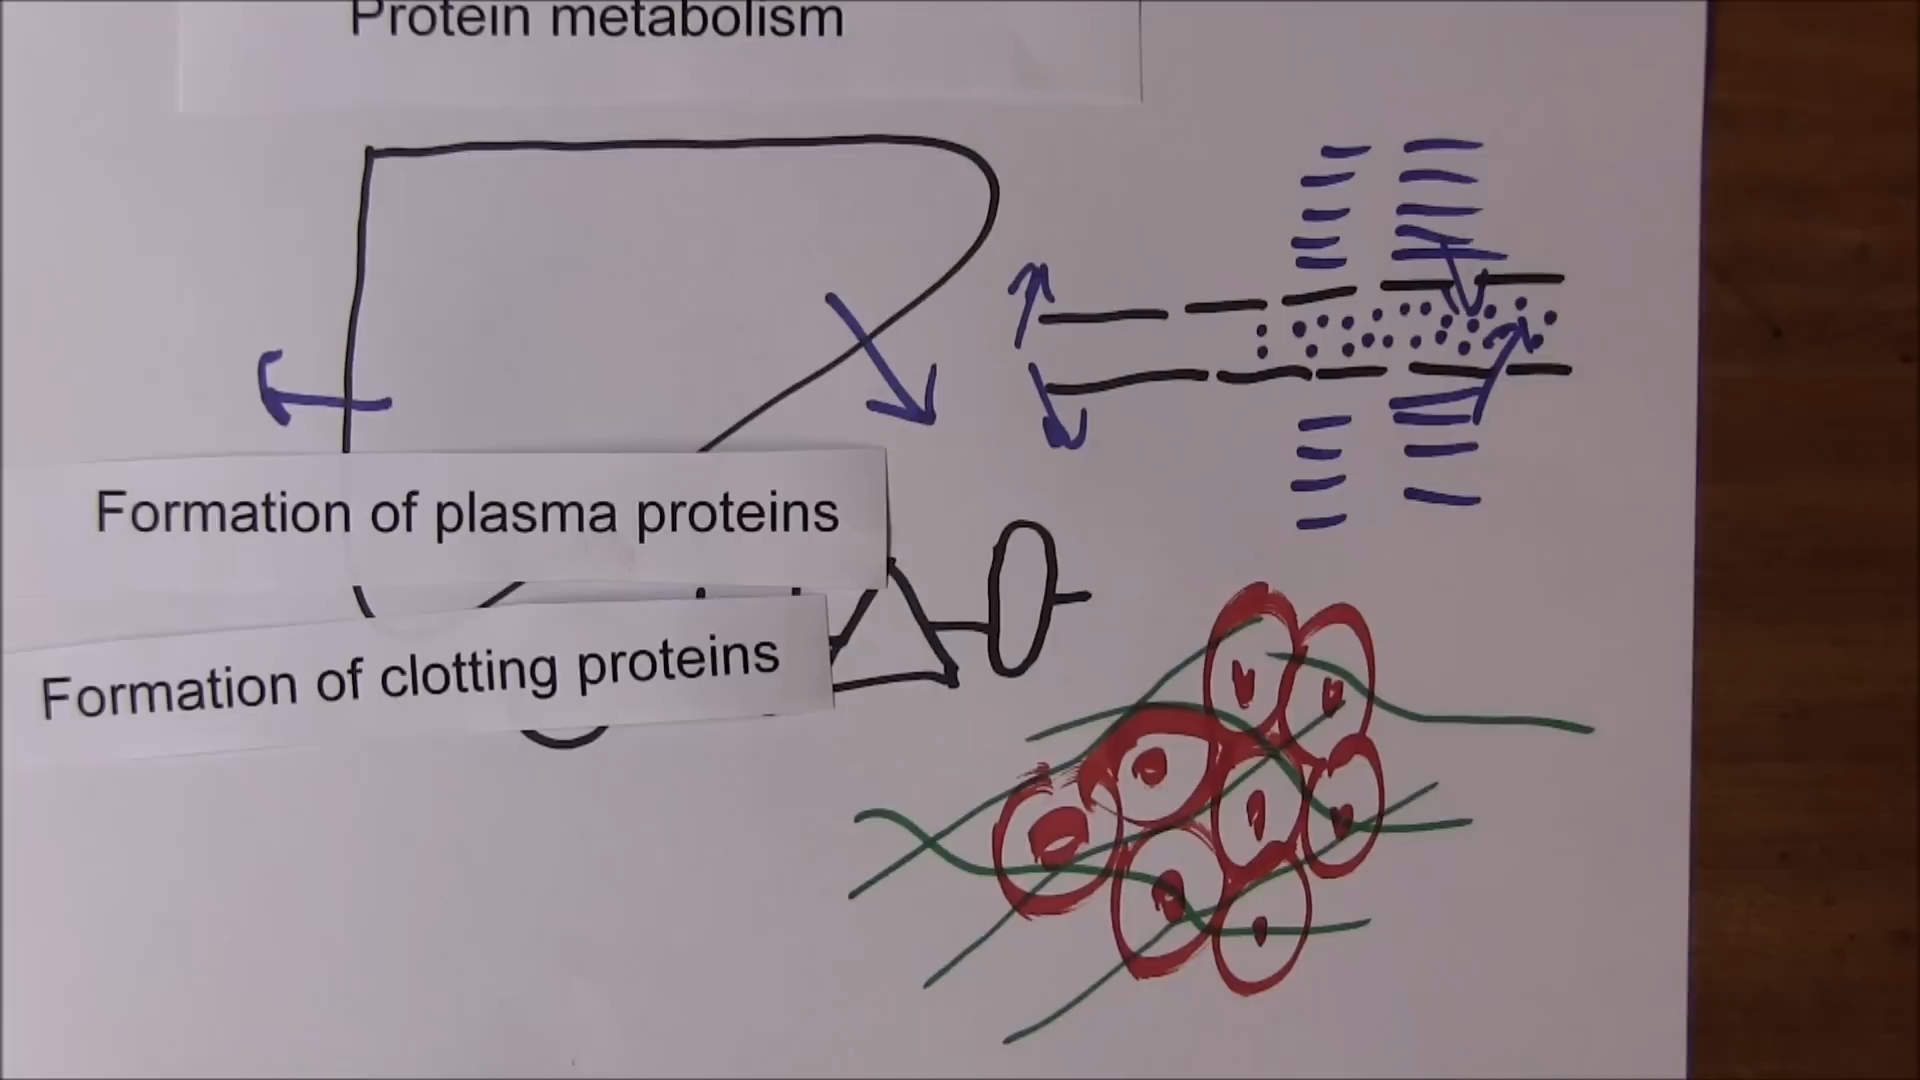 Protein metabolism
Formation of plasma proteins
Formation of clotting proteins